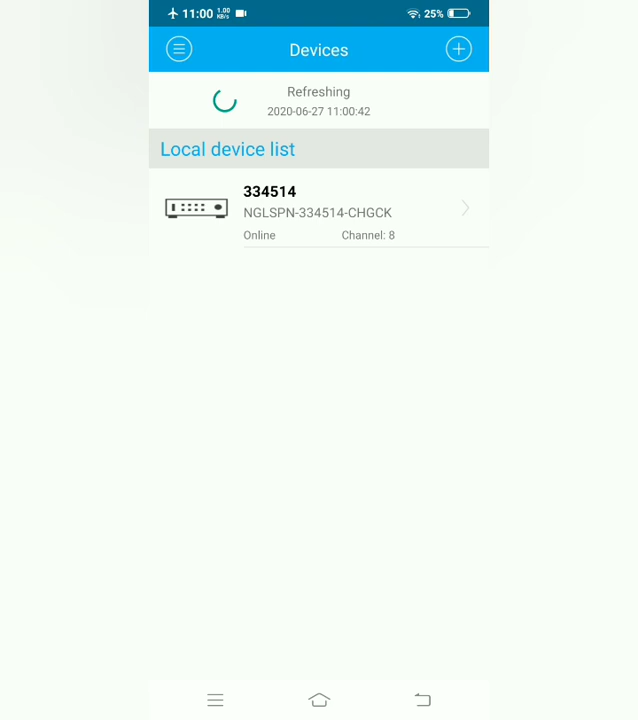 11:00 1.00 KB/s 25%
Devices
Refreshing
2020-06-27 11:00:42
Local device list
334514
NGLSPN-334514-CHGCK
Online Channel: 8